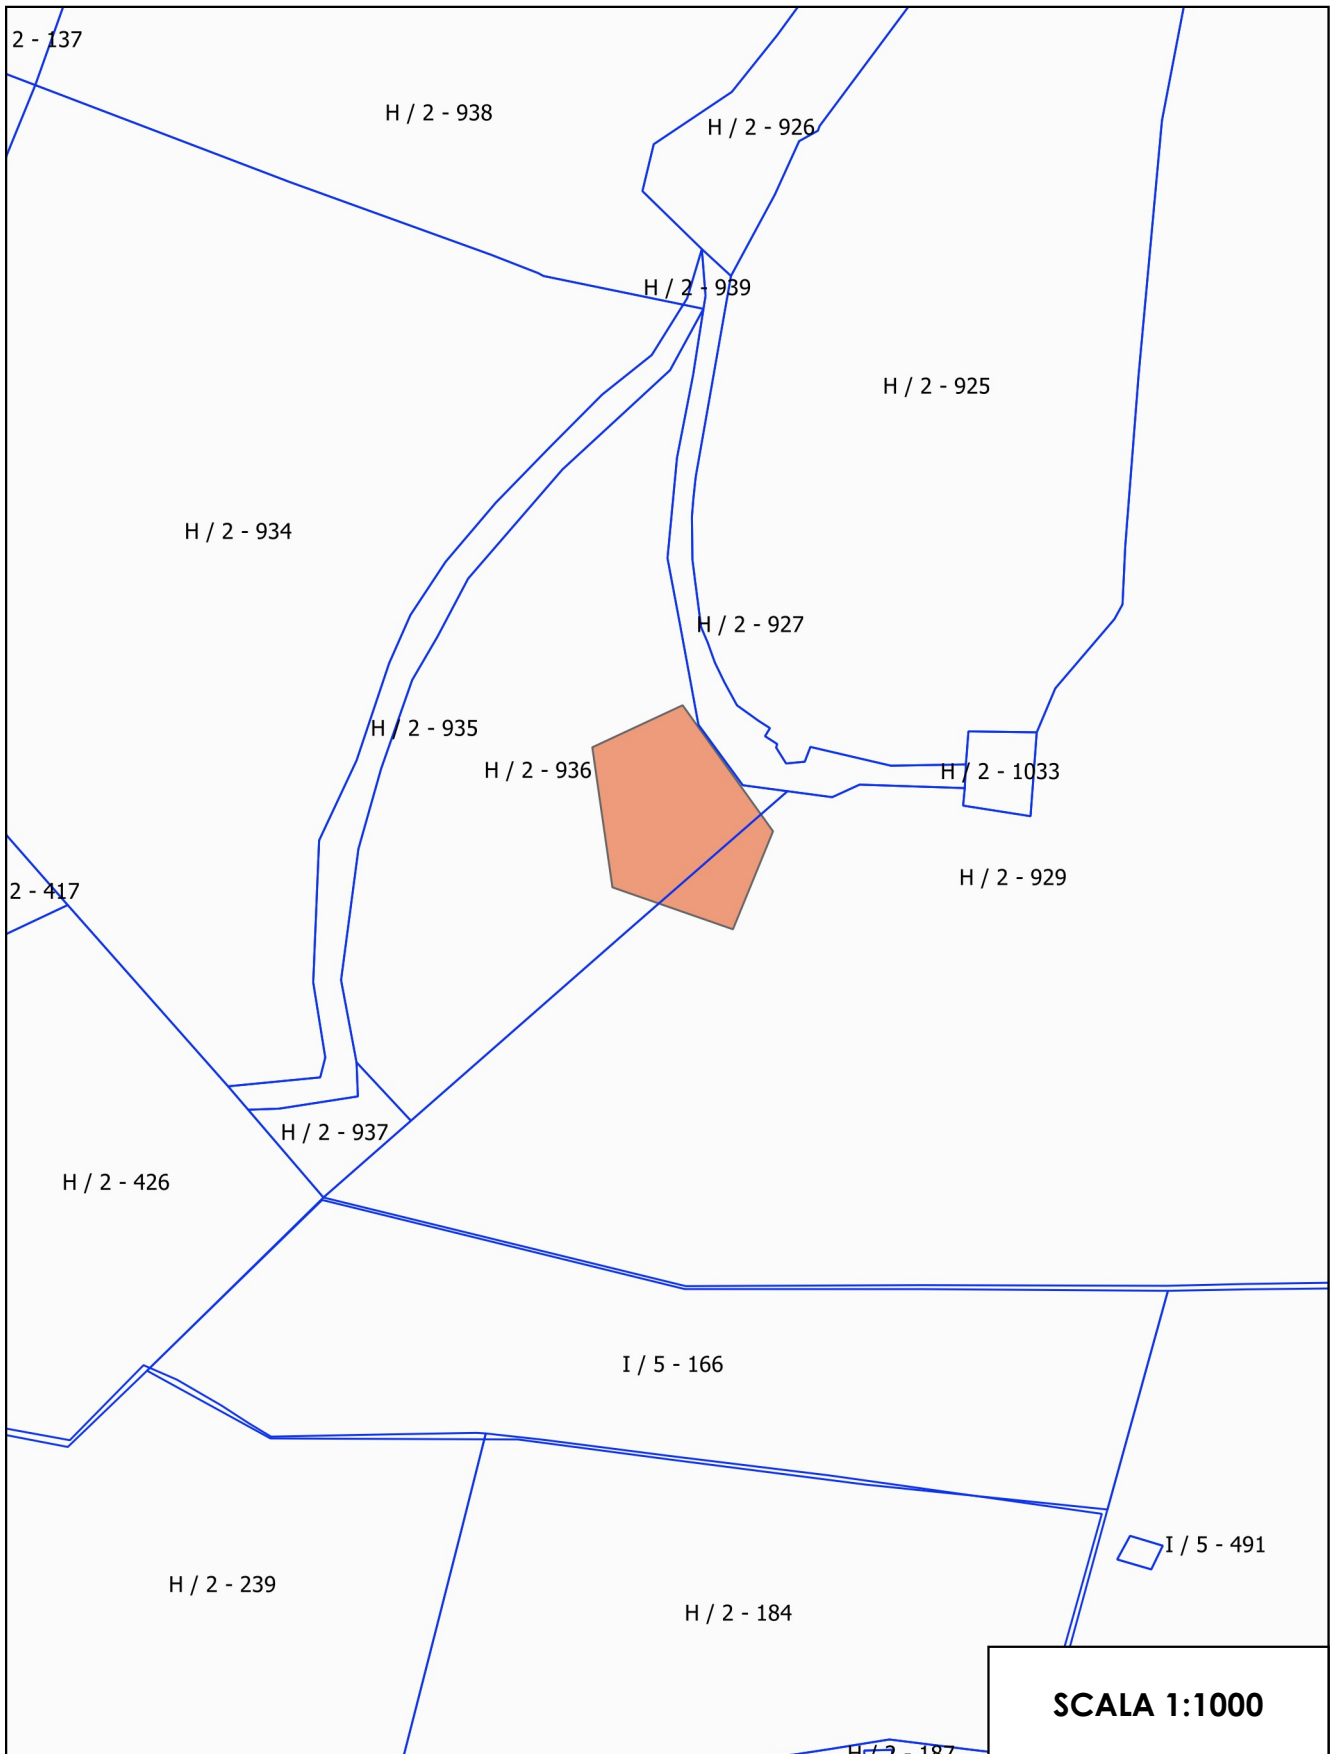 2 - 137
H / 2 - 938
H / 2 - 926
H / 2 - 939
H / 2 - 925
H / 2 - 934
H / 2 - 927
H / 2 - 935
H / 2 - 936
H / 2 - 1033
H / 2 - 929
2 - 417
H / 2 - 937
H / 2 - 426
I / 5 - 166
I / 5 - 491
H / 2 - 239
H / 2 - 184
SCALA 1:1000
H / 2 - 187